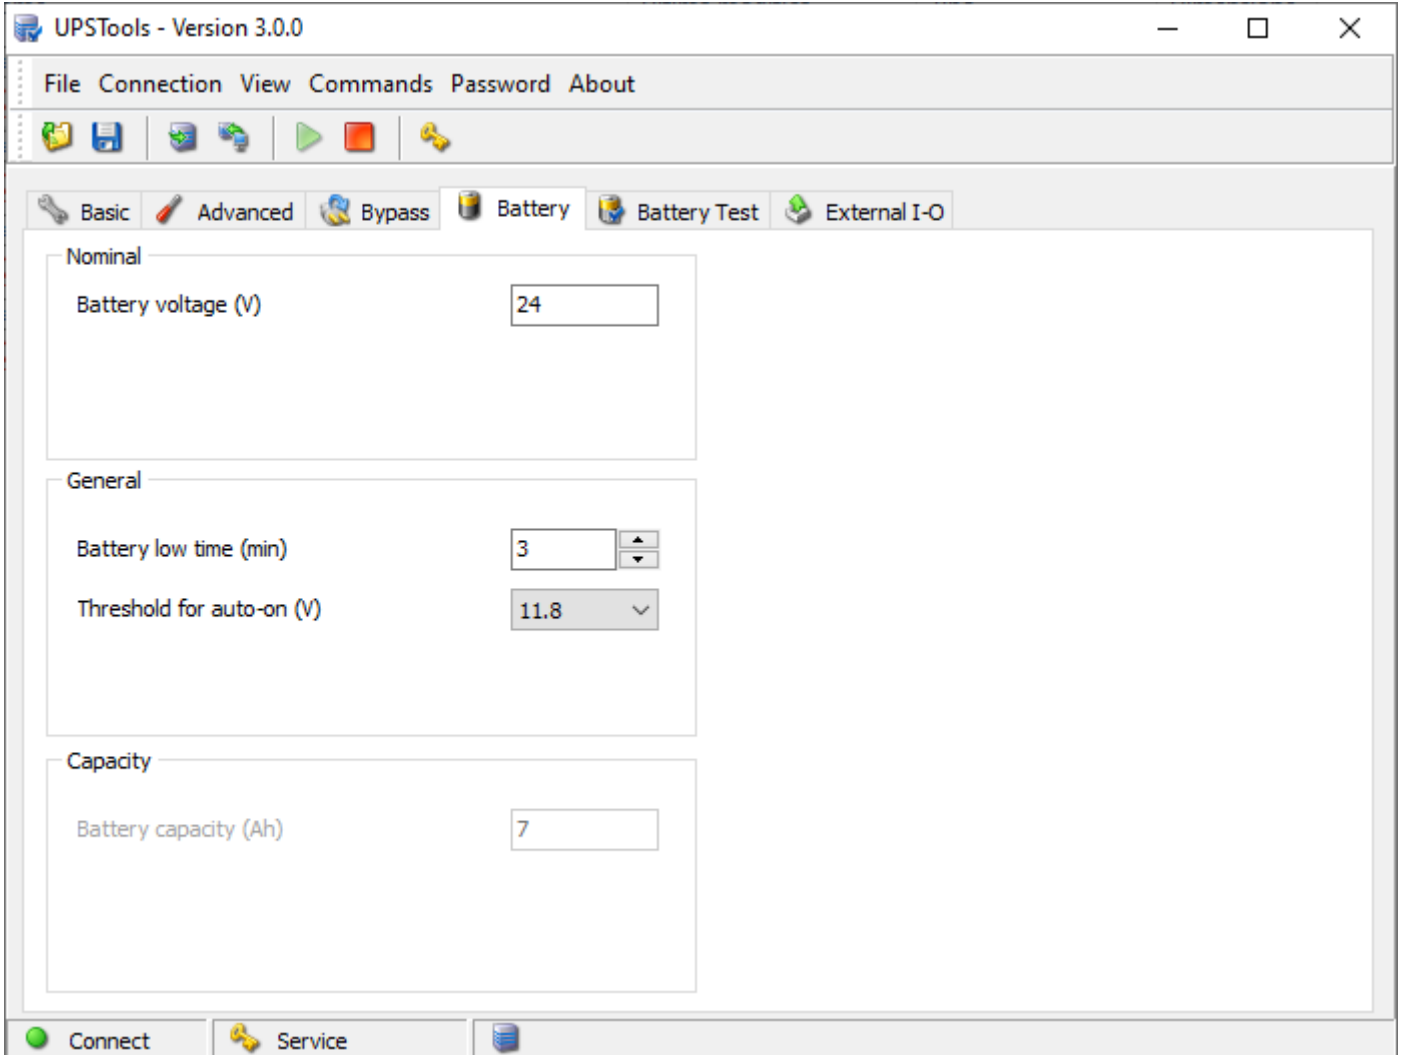 UPSTools - Version 3.0.0
File Connection View Commands Password About
Basic Advanced Bypass Battery Battery Test External I-O
Nominal
Battery voltage (V) 24
General
Battery low time (min) 3
Threshold for auto-on (V) 11.8
Capacity
Battery capacity (Ah) 7
Connect Service